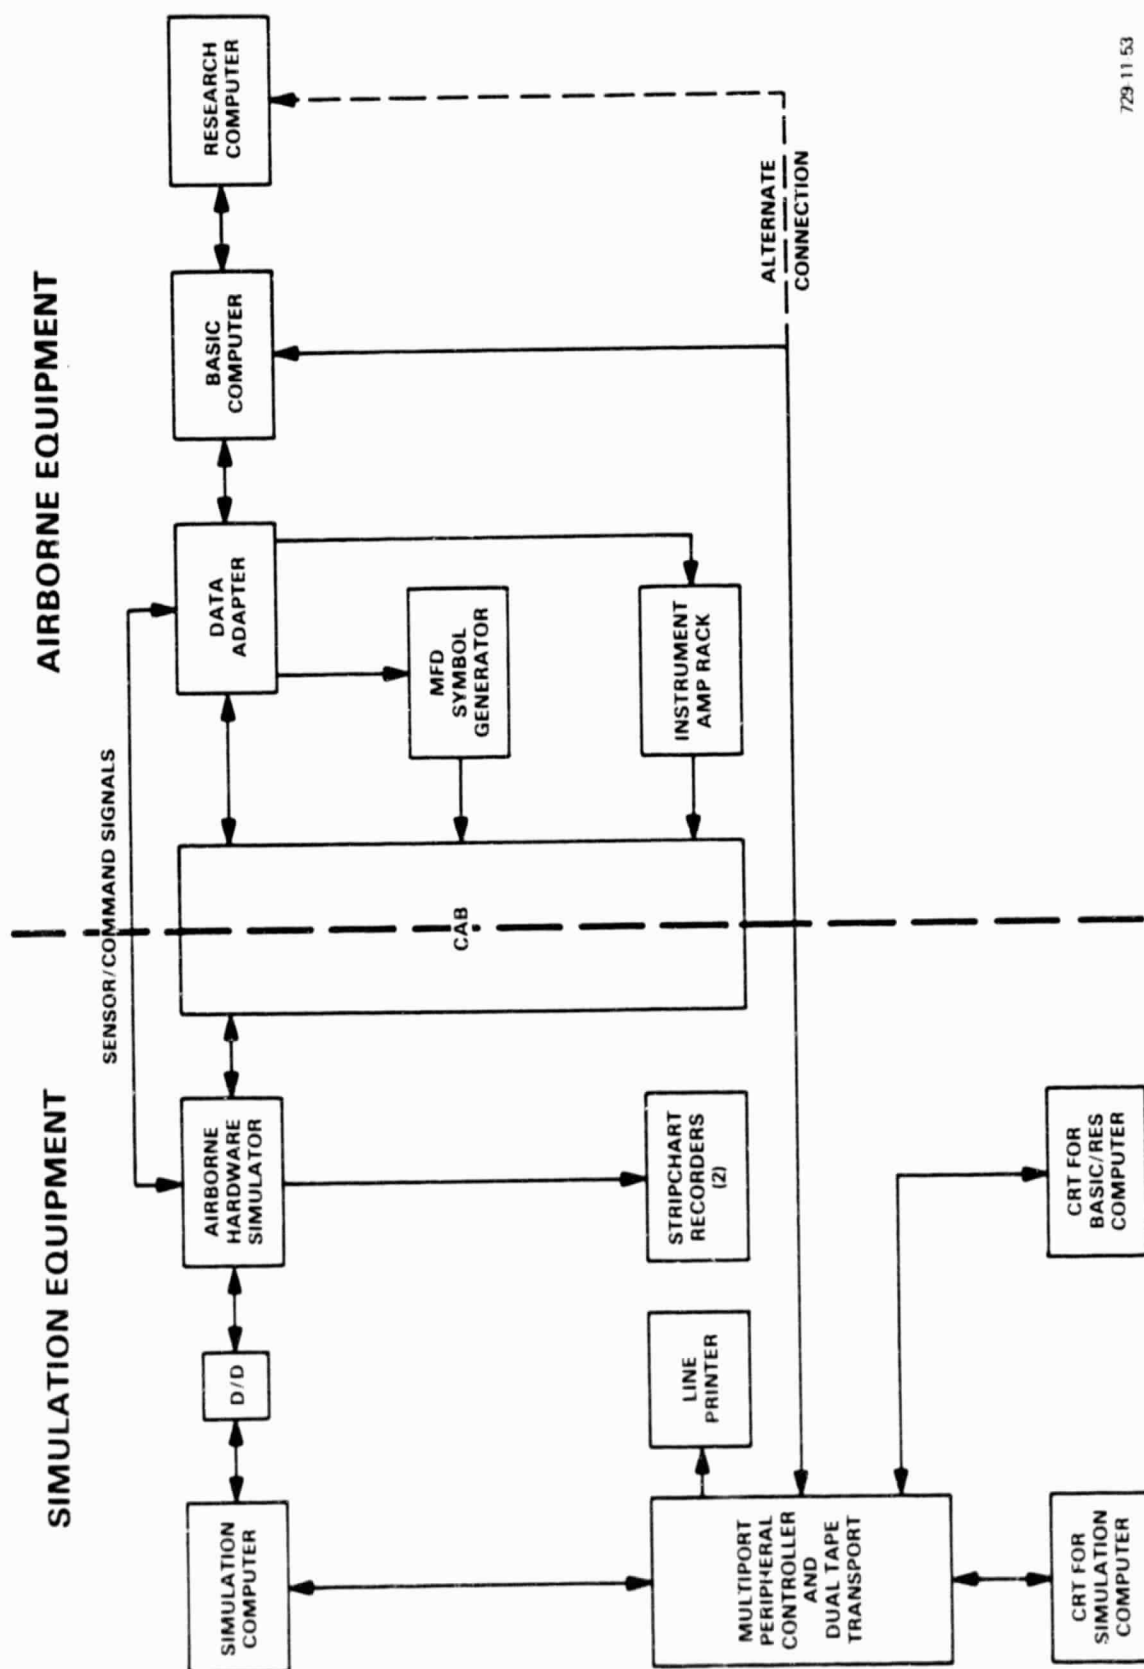 SIMULATION EQUIPMENT
AIRBORNE EQUIPMENT
SENSOR/COMMAND SIGNALS
SIMULATION
COMPUTER
D/D
AIRBORNE
HARDWARE
SIMULATOR
CAB
DATA
ADAPTER
BASIC
COMPUTER
RESEARCH
COMPUTER
MFD
SYMBOL
GENERATOR
MULTIPORT
PERIPHERAL
CONTROLLER
AND
DUAL TAPE
TRANSPORT
LINE
PRINTER
STRIPCHART
RECORDERS
(2)
INSTRUMENT
AMP RACK
ALTERNATE
CONNECTION
CRT FOR
SIMULATION
COMPUTER
CRT FOR
BASIC/RES
COMPUTER
729-11-53